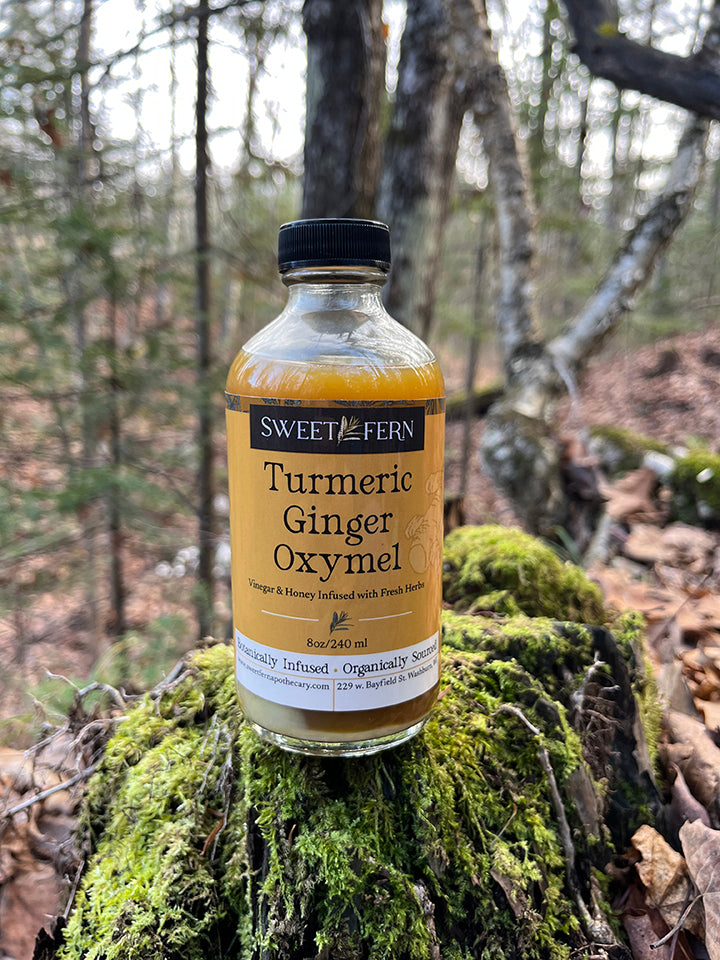 SWEET FERN
Turmeric
Ginger
Oxymel
Vinegar & Honey Infused with Fresh Herbs
8oz/240 ml
Botanically Infused • Organically Sourced
www.sweetfernapothecary.com 229 w. Bayfield St. Washburn,